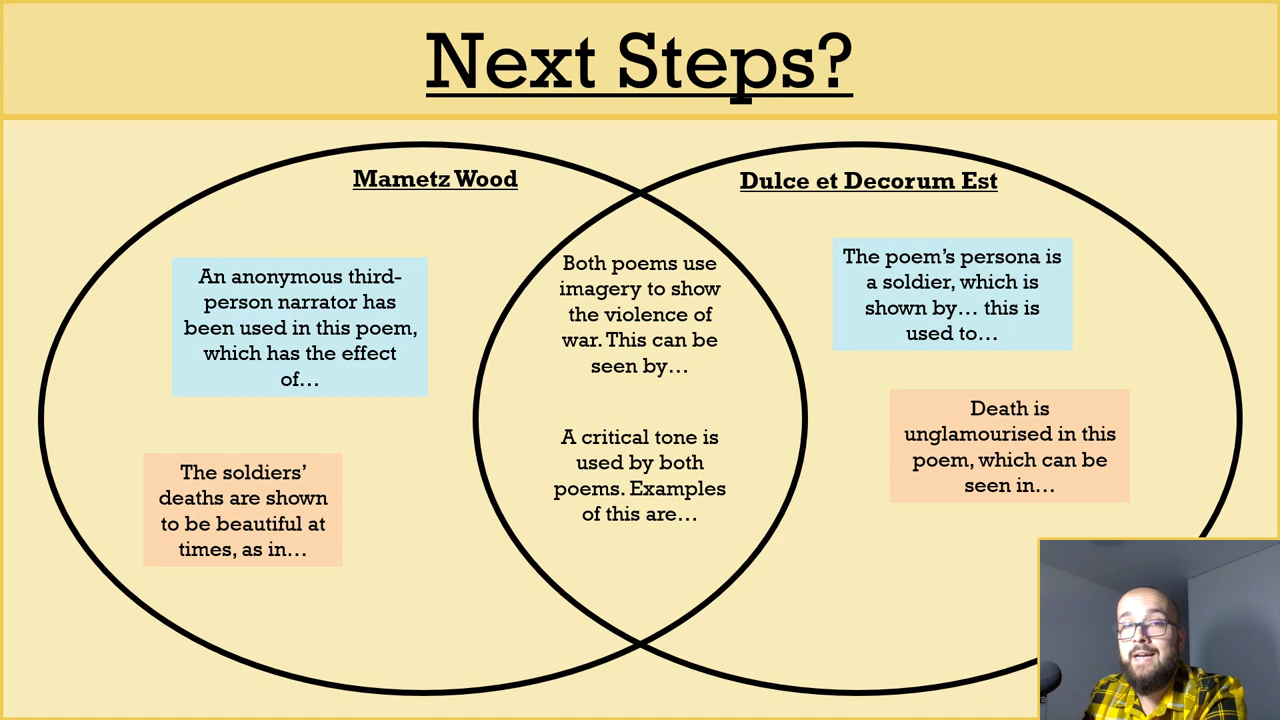 Next Steps?
Mametz Wood
An anonymous third-
person narrator has
been used in this poem,
which has the effect
of…
The soldiers’
deaths are shown
to be beautiful at
times, as in…
Both poems use
imagery to show
the violence of
war. This can be
seen by…
A critical tone is
used by both
poems. Examples
of this are…
Dulce et Decorum Est
The poem’s persona is
a soldier, which is
shown by… this is
used to…
Death is
unglamourised in this
poem, which can be
seen in…